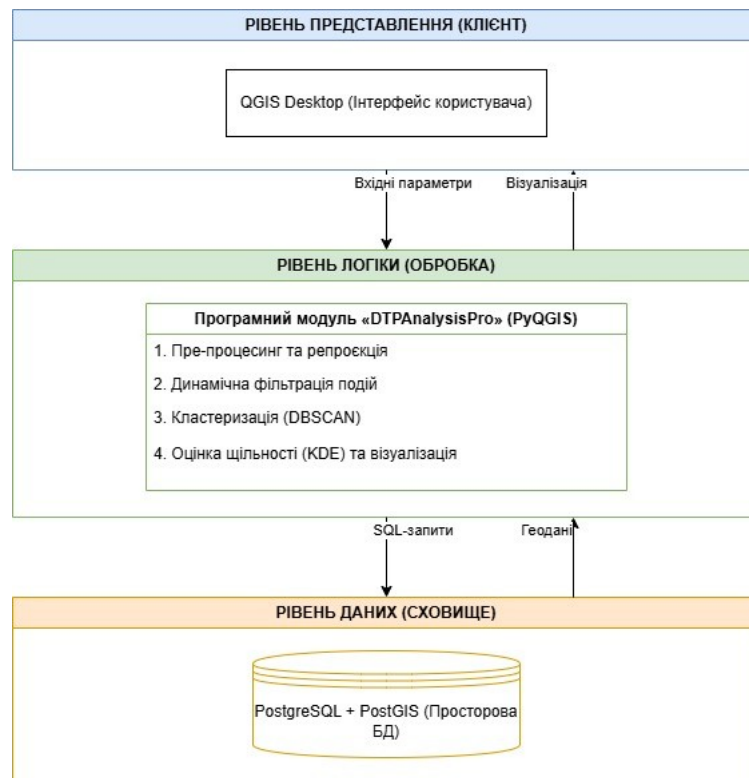 РІВЕНЬ ПРЕДСТАВЛЕННЯ (КЛІЄНТ)
QGIS Desktop (Інтерфейс користувача)
Вхідні параметри
Візуалізація
РІВЕНЬ ЛОГІКИ (ОБРОБКА)
Програмний модуль «DTPAnalysisPro» (PyQGIS)
1. Пре-процесинг та репроєкція
2. Динамічна фільтрація подій
3. Кластеризація (DBSCAN)
4. Оцінка щільності (KDE) та візуалізація
SQL-запити
Геодані
РІВЕНЬ ДАНИХ (СХОВИЩЕ)
PostgreSQL + PostGIS (Просторова
БД)